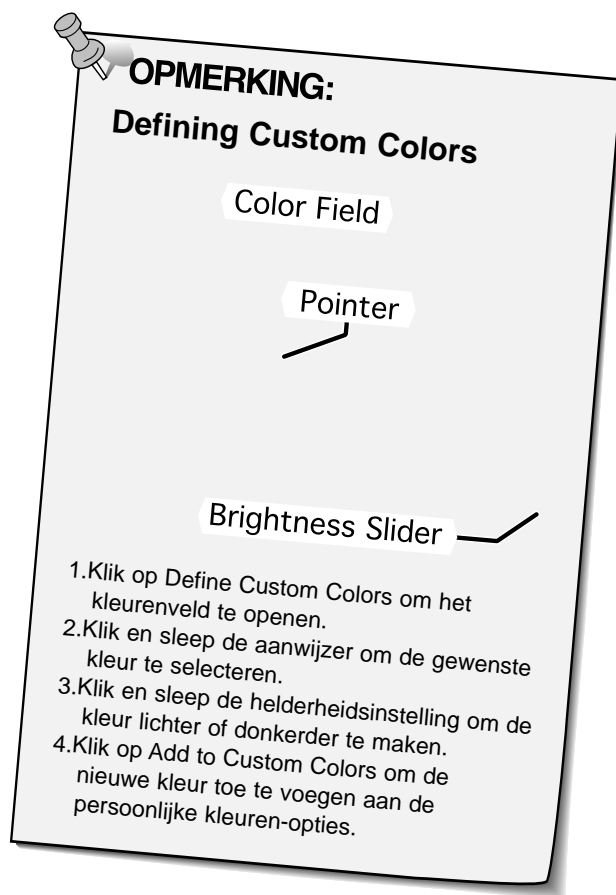 OPMERKING:
Defining Custom Colors
Color Field
Pointer
Brightness Slider
1.Klik op Define Custom Colors om het
kleurenveld te openen.
2.Klik en sleep de aanwijzer om de gewenste
kleur te selecteren.
3.Klik en sleep de helderheidsinstelling om de
kleur lichter of donkerder te maken.
4.Klik op Add to Custom Colors om de
nieuwe kleur toe te voegen aan de
persoonlijke kleuren-opties.